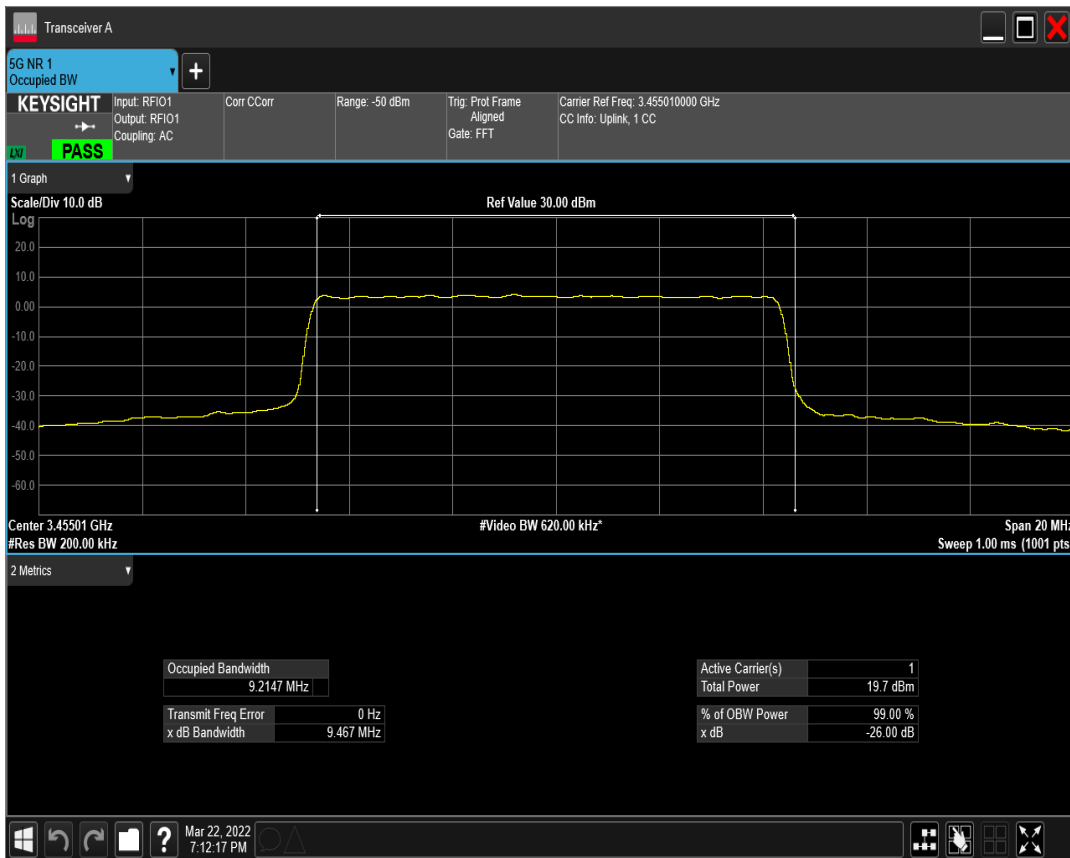 Transceiver A
5G NR 1
Occupied BW
+
KEYSIGHT
LXI
PASS
Input: RFIO1
Output: RFIO1
Coupling: AC
Corr CCorr
Range: -50 dBm
Trig: Prot Frame
Aligned
Gate: FFT
Carrier Ref Freq: 3.455010000 GHz
CC Info: Uplink, 1 CC
1 Graph
Scale/Div 10.0 dB
Ref Value 30.00 dBm
Log
20.0
10.0
0.00
-10.0
-20.0
-30.0
-40.0
-50.0
-60.0
Center 3.45501 GHz
#Video BW 620.00 kHz*
Span 20 MHz
#Res BW 200.00 kHz
Sweep 1.00 ms (1001 pts
2 Metrics
Occupied Bandwidth
9.2147 MHz
Transmit Freq Error 0 Hz
x dB Bandwidth 9.467 MHz
Active Carrier(s) 1
Total Power 19.7 dBm
% of OBW Power 99.00 %
x dB -26.00 dB
?
Mar 22, 2022
7:12:17 PM